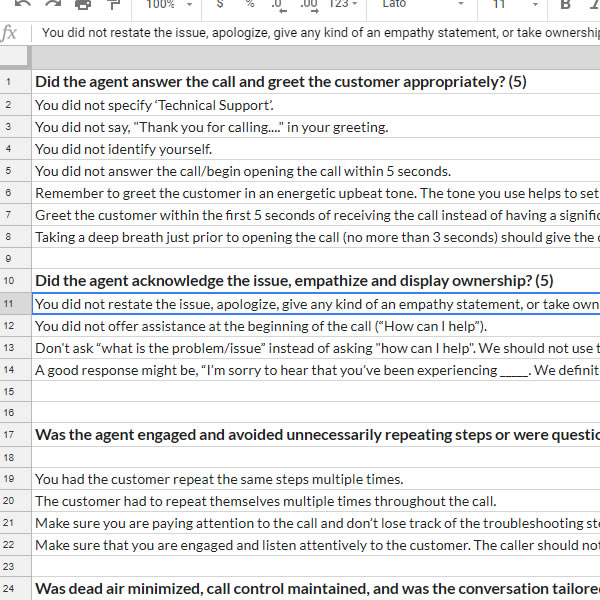 100% $ % .0 .00 123 Lato 11 B
fx You did not restate the issue, apologize, give any kind of an empathy statement, or take ownership
1 Did the agent answer the call and greet the customer appropriately? (5)
2 You did not specify ‘Technical Support’.
3 You did not say, "Thank you for calling...." in your greeting.
4 You did not identify yourself.
5 You did not answer the call/begin opening the call within 5 seconds.
6 Remember to greet the customer in an energetic upbeat tone. The tone you use helps to set
7 Greet the customer within the first 5 seconds of receiving the call instead of having a
8 Taking a deep breath just prior to opening the call (no more than 3 seconds) should give the
9
10 Did the agent acknowledge the issue, empathize and display ownership? (5)
11 You did not restate the issue, apologize, give any kind of an empathy statement, or take own
12 You did not offer assistance at the beginning of the call (“How can I help”).
13 Don't ask “what is the problem/issue” instead of asking "how can I help". We should not use
14 A good response might be, “I’m sorry to hear that you’ve been experiencing _____. We
15
16
17 Was the agent engaged and avoided unnecessarily repeating steps or were
18
19 You had the customer repeat the same steps multiple times.
20 The customer had to repeat themselves multiple times throughout the call.
21 Make sure you are paying attention to the call and don’t lose track of the troubleshooting
22 Make sure that you are engaged and listen attentively to the customer. The caller should not
23
24 Was dead air minimized, call control maintained, and was the conversation tailored